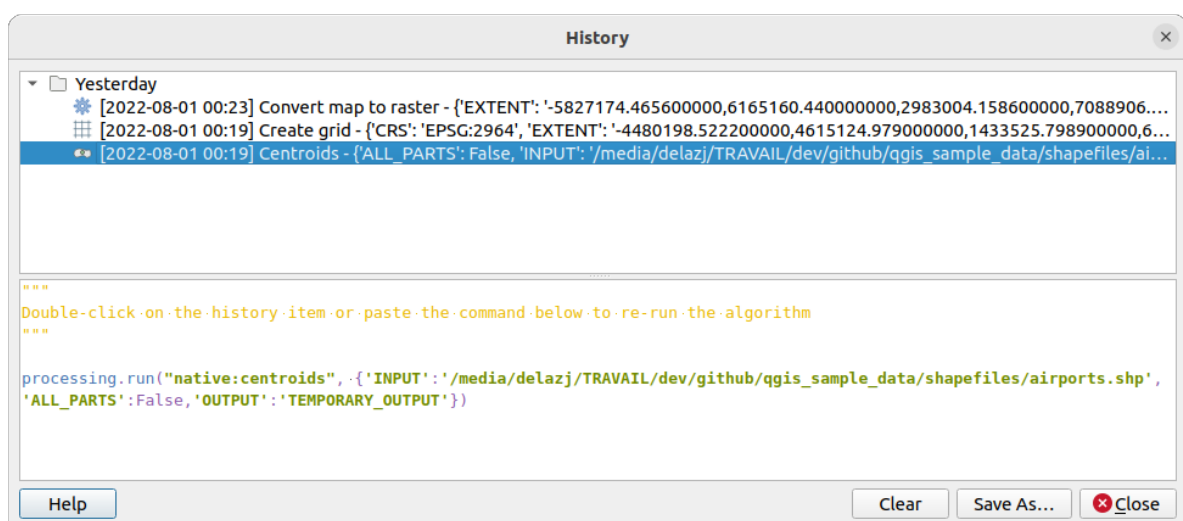 History
Yesterday
[2022-08-01 00:23] Convert map to raster - {'EXTENT': '-5827174.465600000,6165160.440000000,2983004.158600000,7088906....
[2022-08-01 00:19] Create grid - {'CRS': 'EPSG:2964', 'EXTENT': '-4480198.522200000,4615124.979000000,1433525.798900000,6...
[2022-08-01 00:19] Centroids - {'ALL_PARTS': False, 'INPUT': '/media/delazj/TRAVAIL/dev/github/qgis_sample_data/shapefiles/ai...
"""
Double-click·on·the·history·item·or·paste·the·command·below·to·re-run·the·algorithm
"""
processing.run("native:centroids",·{'INPUT':'/media/delazj/TRAVAIL/dev/github/qgis_sample_data/shapefiles/airports.shp',
'ALL_PARTS':False,'OUTPUT':'TEMPORARY_OUTPUT'})
Help
Clear
Save As...
Close